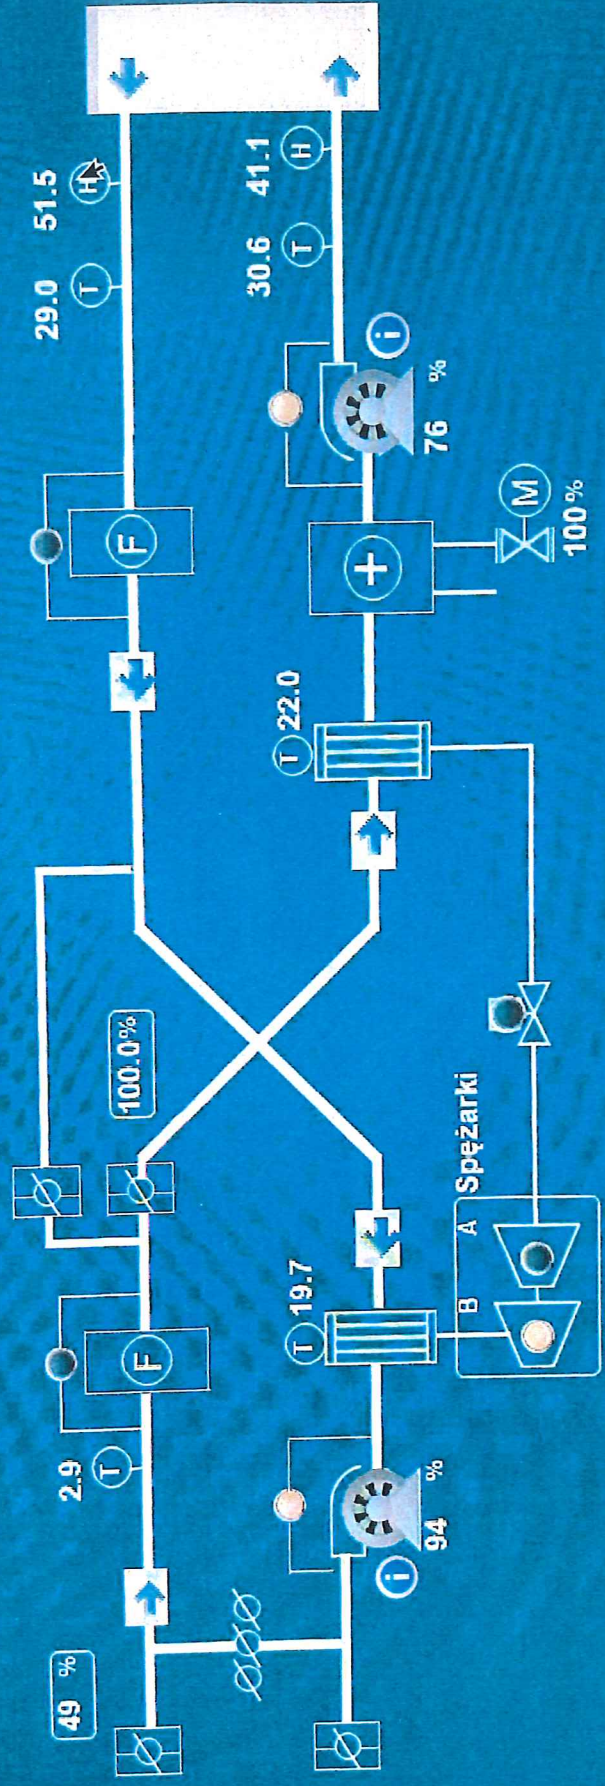 49 %
2.9
T
F
100.0%
F
29.0
T
51.5
H
94 %
i
T
19.7
B
A
Spężarki
T
22.0
+
M
100%
76 %
i
30.6
T
41.1
H